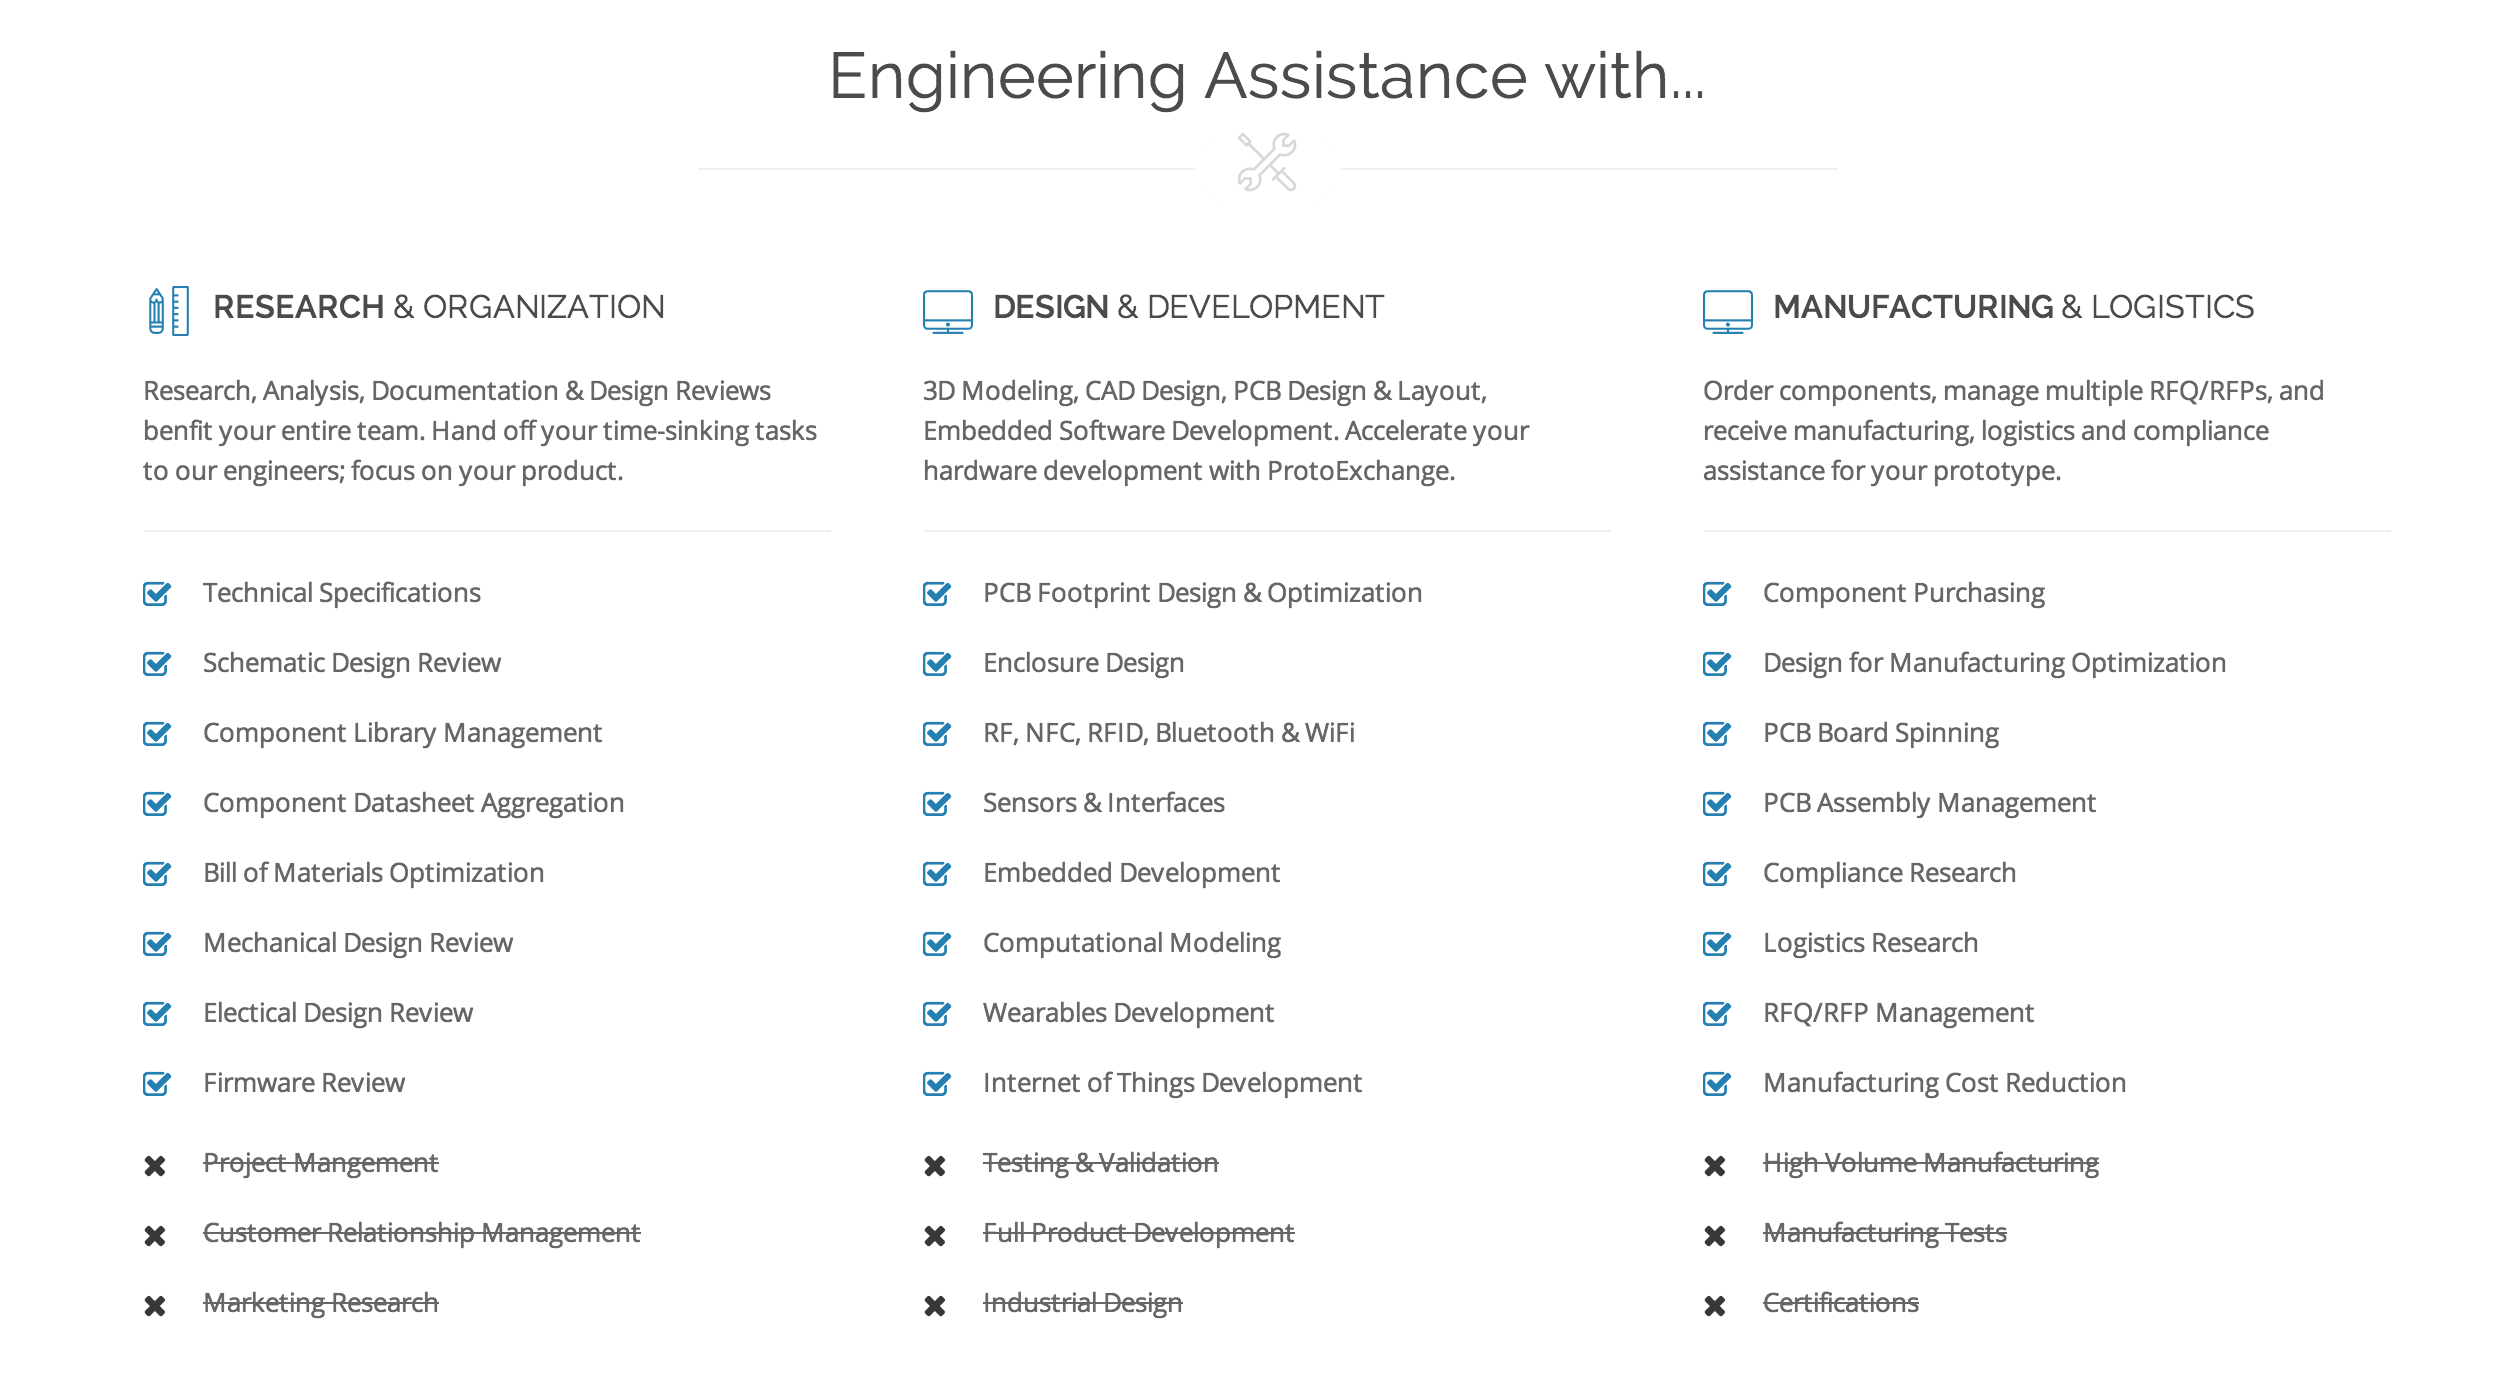 Engineering Assistance with...
RESEARCH & ORGANIZATION
Research, Analysis, Documentation & Design Reviews
benfit your entire team. Hand off your time-sinking tasks
to our engineers; focus on your product.
Technical Specifications
Schematic Design Review
Component Library Management
Component Datasheet Aggregation
Bill of Materials Optimization
Mechanical Design Review
Electical Design Review
Firmware Review
Project Mangement
Customer Relationship Management
Marketing Research
DESIGN & DEVELOPMENT
3D Modeling, CAD Design, PCB Design & Layout,
Embedded Software Development. Accelerate your
hardware development with ProtoExchange.
PCB Footprint Design & Optimization
Enclosure Design
RF, NFC, RFID, Bluetooth & WiFi
Sensors & Interfaces
Embedded Development
Computational Modeling
Wearables Development
Internet of Things Development
Testing & Validation
Full Product Development
Industrial Design
MANUFACTURING & LOGISTICS
Order components, manage multiple RFQ/RFPs, and
receive manufacturing, logistics and compliance
assistance for your prototype.
Component Purchasing
Design for Manufacturing Optimization
PCB Board Spinning
PCB Assembly Management
Compliance Research
Logistics Research
RFQ/RFP Management
Manufacturing Cost Reduction
High Volume Manufacturing
Manufacturing Tests
Certifications